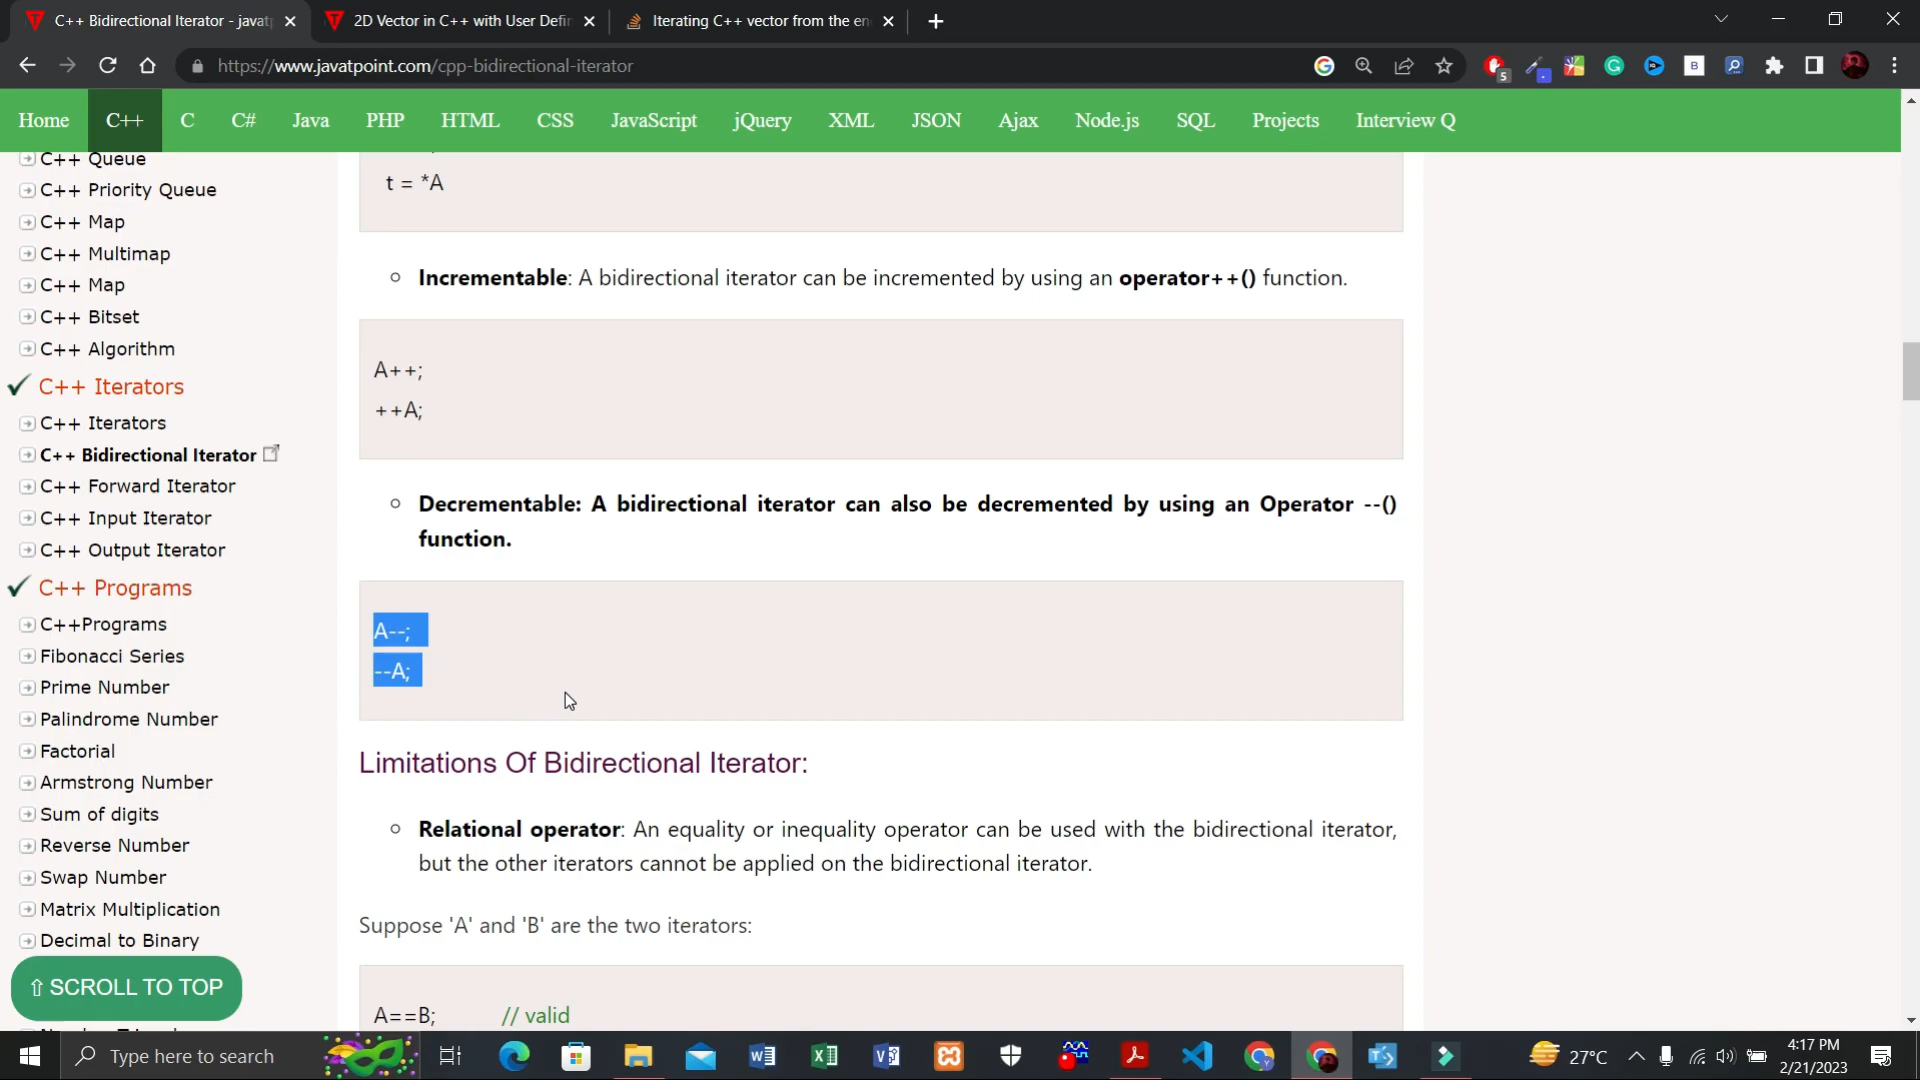 C++ Bidirectional Iterator - javatp
2D Vector in C++ with User Defin
Iterating C++ vector from the en
https://www.javatpoint.com/cpp-bidirectional-iterator
5
B
Home C++ C C# Java PHP HTML CSS JavaScript jQuery XML JSON Ajax Node.js SQL Projects Interview Q
C++ Queue
C++ Priority Queue
C++ Map
C++ Multimap
C++ Map
C++ Bitset
C++ Algorithm
C++ Iterators
C++ Iterators
C++ Bidirectional Iterator
C++ Forward Iterator
C++ Input Iterator
C++ Output Iterator
C++ Programs
C++Programs
Fibonacci Series
Prime Number
Palindrome Number
Factorial
Armstrong Number
Sum of digits
Reverse Number
Swap Number
Matrix Multiplication
Decimal to Binary
⇧ SCROLL TO TOP
t = *A
Incrementable: A bidirectional iterator can be incremented by using an operator++() function.
A++;
++A;
Decrementable: A bidirectional iterator can also be decremented by using an Operator --()
function.
A--;
--A;
Limitations Of Bidirectional Iterator:
Relational operator: An equality or inequality operator can be used with the bidirectional iterator,
but the other iterators cannot be applied on the bidirectional iterator.
Suppose 'A' and 'B' are the two iterators:
A==B; // valid
Type here to search
27°C
4:17 PM
2/21/2023